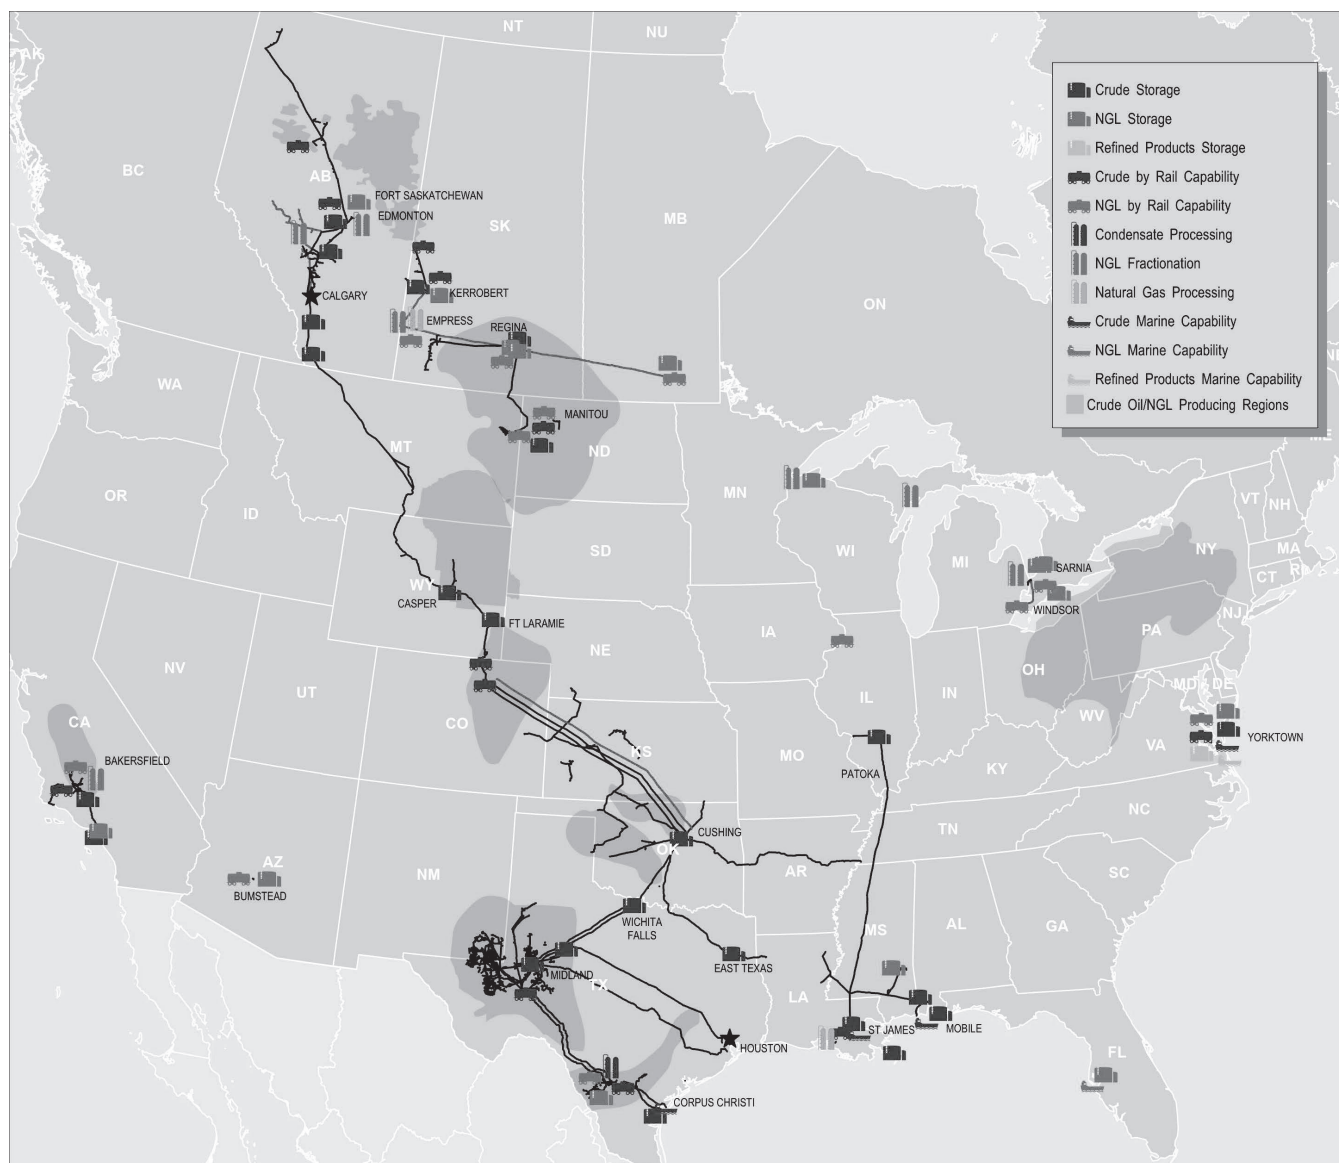 NT
NU
AK
Crude Storage
NGL Storage
Refined Products Storage
Crude by Rail Capability
NGL by Rail Capability
Condensate Processing
NGL Fractionation
Natural Gas Processing
Crude Marine Capability
NGL Marine Capability
Refined Products Marine Capability
Crude Oil/NGL Producing Regions
BC
AB
FORT SASKATCHEWAN
EDMONTON
SK
MB
ON
CALGARY
KERROBERT
EMPRESS
REGINA
WA
MANITOU
MT
ND
ME
OR
ID
MN
VT
NH
SD
WI
MI
NY
MA
CT
RI
SARNIA
WY
CASPER
WINDSOR
FT LARAMIE
NJ
PA
IA
NE
NV
UT
OH
IL
IN
MD
DE
CA
CO
WV
KS
MO
VA
YORKTOWN
BAKERSFIELD
KY
PATOKA
NC
TN
CUSHING
OK
AZ
NM
AR
SC
BUMSTEAD
WICHITA
FALLS
MS
AL
GA
EAST TEXAS
MIDLAND
TX
LA
ST JAMES
MOBILE
HOUSTON
FL
CORPUS CHRISTI